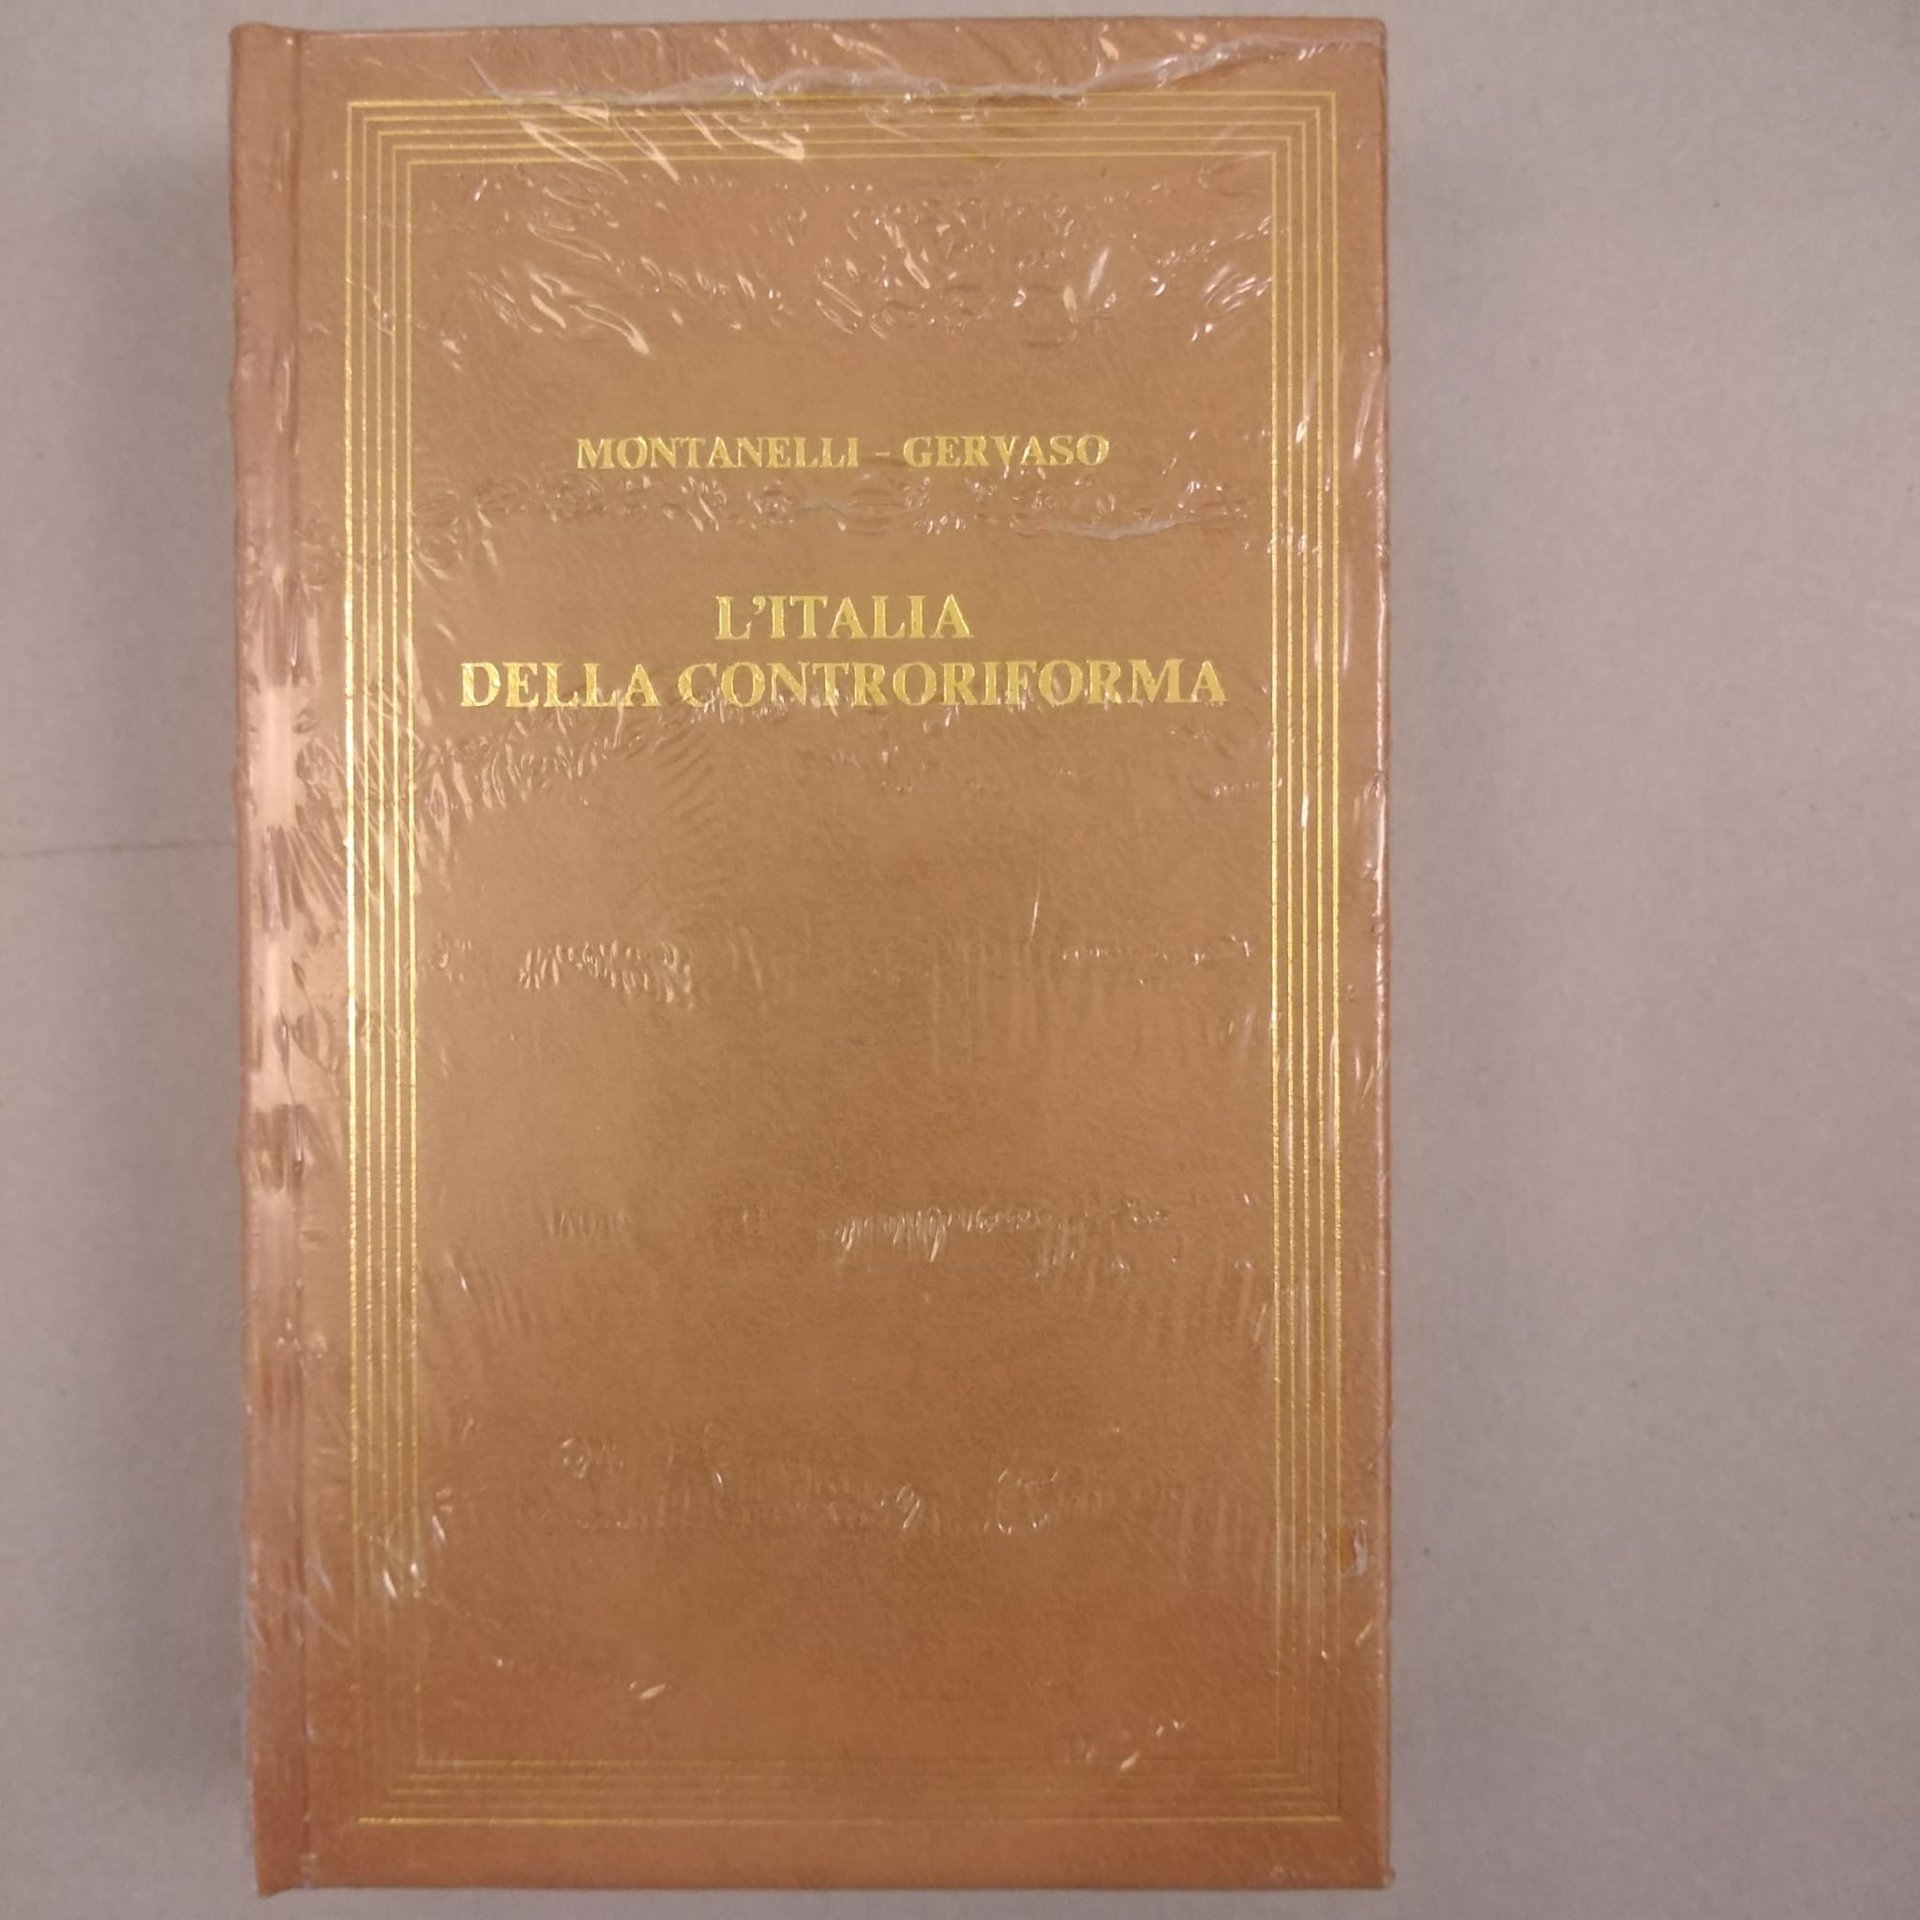 MONTANELLI - GERVASO
L'ITALIA
DELLA CONTRORIFORMA